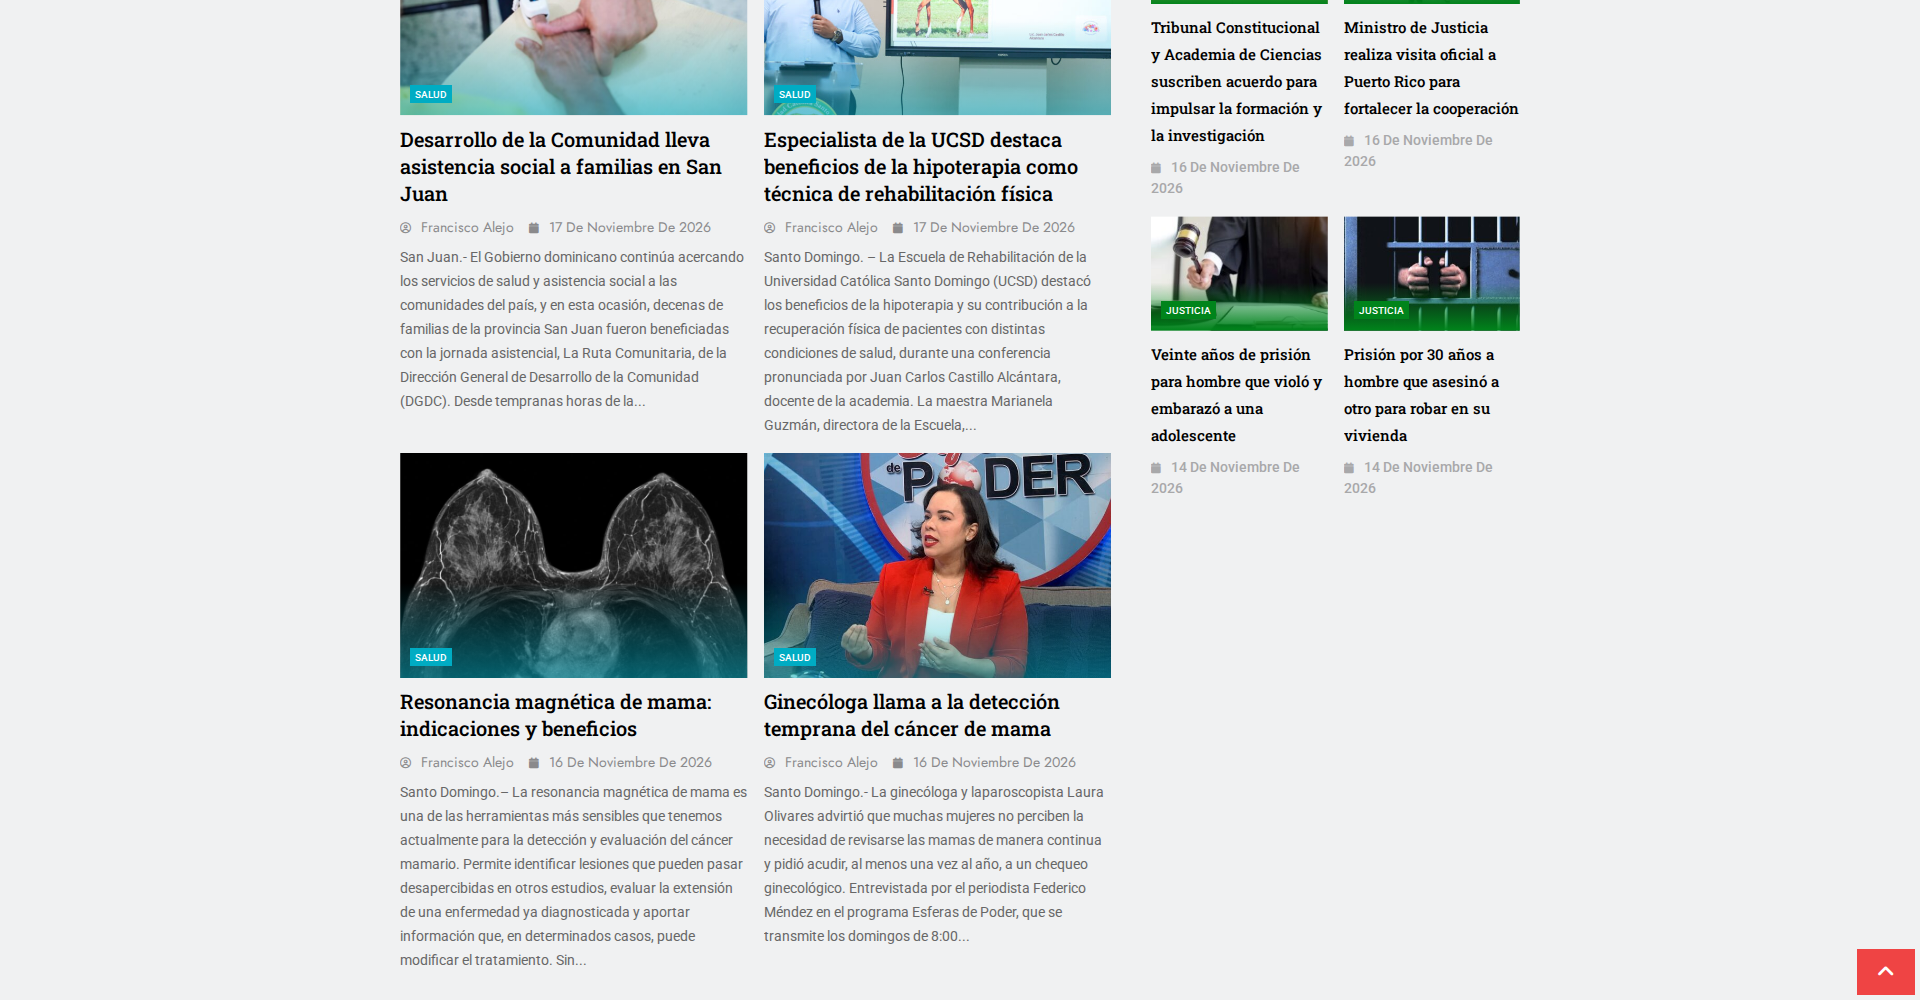 SALUD
Desarrollo de la Comunidad lleva
asistencia social a familias en San
Juan
Francisco Alejo 17 De Noviembre De 2026
San Juan.- El Gobierno dominicano continúa acercando
los servicios de salud y asistencia social a las
comunidades del país, y en esta ocasión, decenas de
familias de la provincia San Juan fueron beneficiadas
con la jornada asistencial, La Ruta Comunitaria, de la
Dirección General de Desarrollo de la Comunidad
(DGDC). Desde tempranas horas de la...
SALUD
Especialista de la UCSD destaca
beneficios de la hipoterapia como
técnica de rehabilitación física
Francisco Alejo 17 De Noviembre De 2026
Santo Domingo. – La Escuela de Rehabilitación de la
Universidad Católica Santo Domingo (UCSD) destacó
los beneficios de la hipoterapia y su contribución a la
recuperación física de pacientes con distintas
condiciones de salud, durante una conferencia
pronunciada por Juan Carlos Castillo Alcántara,
docente de la academia. La maestra Marianela
Guzmán, directora de la Escuela,...
SALUD
Resonancia magnética de mama:
indicaciones y beneficios
Francisco Alejo 16 De Noviembre De 2026
Santo Domingo.– La resonancia magnética de mama es
una de las herramientas más sensibles que tenemos
actualmente para la detección y evaluación del cáncer
mamario. Permite identificar lesiones que pueden pasar
desapercibidas en otros estudios, evaluar la extensión
de una enfermedad ya diagnosticada y aportar
información que, en determinados casos, puede
modificar el tratamiento. Sin...
de PODER
SALUD
Ginecóloga llama a la detección
temprana del cáncer de mama
Francisco Alejo 16 De Noviembre De 2026
Santo Domingo.- La ginecóloga y laparoscopista Laura
Olivares advirtió que muchas mujeres no perciben la
necesidad de revisarse las mamas de manera continua
y pidió acudir, al menos una vez al año, a un chequeo
ginecológico. Entrevistada por el periodista Federico
Méndez en el programa Esferas de Poder, que se
transmite los domingos de 8:00...
Tribunal Constitucional
y Academia de Ciencias
suscriben acuerdo para
impulsar la formación y
la investigación
16 De Noviembre De
2026
Ministro de Justicia
realiza visita oficial a
Puerto Rico para
fortalecer la cooperación
16 De Noviembre De
2026
JUSTICIA
Veinte años de prisión
para hombre que violó y
embarazó a una
adolescente
14 De Noviembre De
2026
JUSTICIA
Prisión por 30 años a
hombre que asesinó a
otro para robar en su
vivienda
14 De Noviembre De
2026